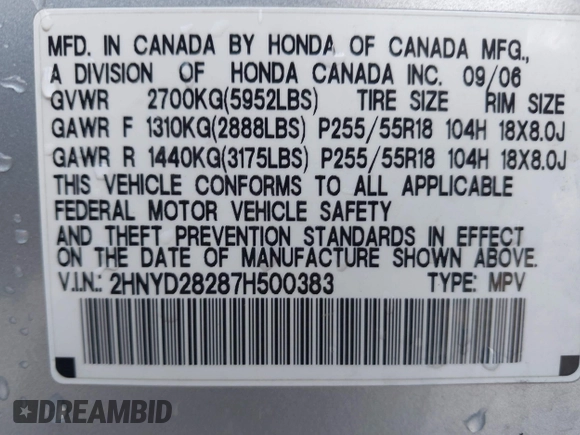 MFD. IN CANADA BY HONDA OF CANADA MFG.,
A DIVISION OF HONDA CANADA INC. 09/06
GVWR 2700KG(5952LBS) TIRE SIZE RIM SIZE
GAWR F 1310KG(2888LBS) P255/55R18 104H 18X8.0J
GAWR R 1440KG(3175LBS) P255/55R18 104H 18X8.0J
THIS VEHICLE CONFORMS TO ALL APPLICABLE
FEDERAL MOTOR VEHICLE SAFETY
AND THEFT PREVENTION STANDARDS IN EFFECT
ON THE DATE OF MANUFACTURE SHOWN ABOVE.
V.I.N.: 2HNYD28287H500383 TYPE: MPV
DREAMBID